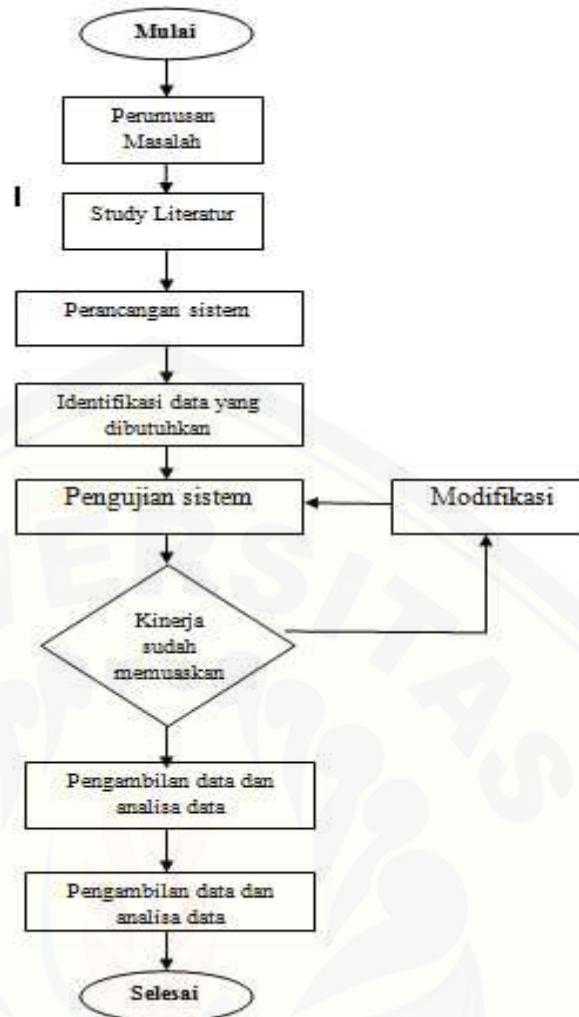 Mulai
Perumusan
Masalah
Study Literatur
Perancangan sistem
Identifikasi data yang
dibutuhkan
Pengujian sistem
Modifikasi
Kinerja
sudah
memuaskan
Pengambilan data dan
analisa data
Pengambilan data dan
analisa data
Selesai